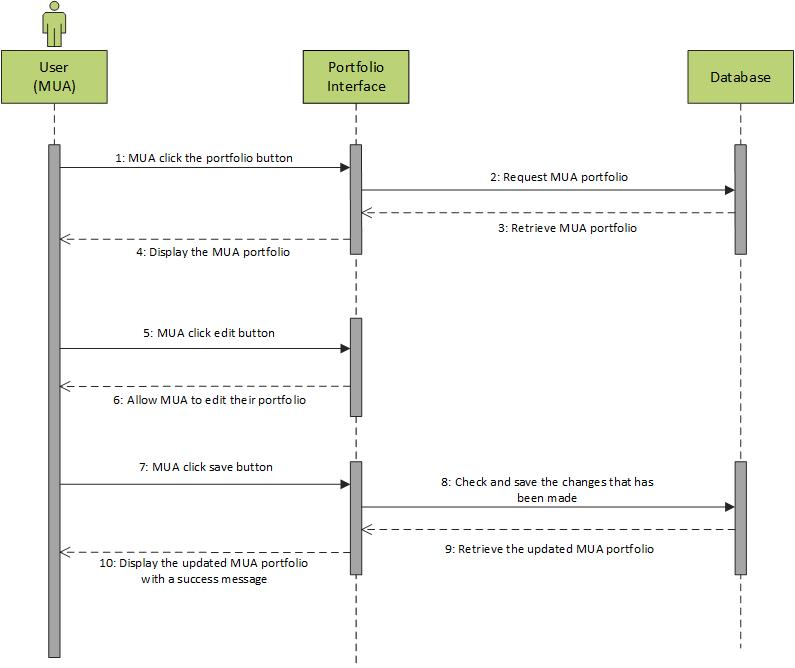 User
(MUA)
Portfolio
Interface
Database
1: MUA click the portfolio button
2: Request MUA portfolio
3: Retrieve MUA portfolio
4: Display the MUA portfolio
5: MUA click edit button
6: Allow MUA to edit their portfolio
7: MUA click save button
8: Check and save the changes that has
been made
9: Retrieve the updated MUA portfolio
10: Display the updated MUA portfolio
with a success message